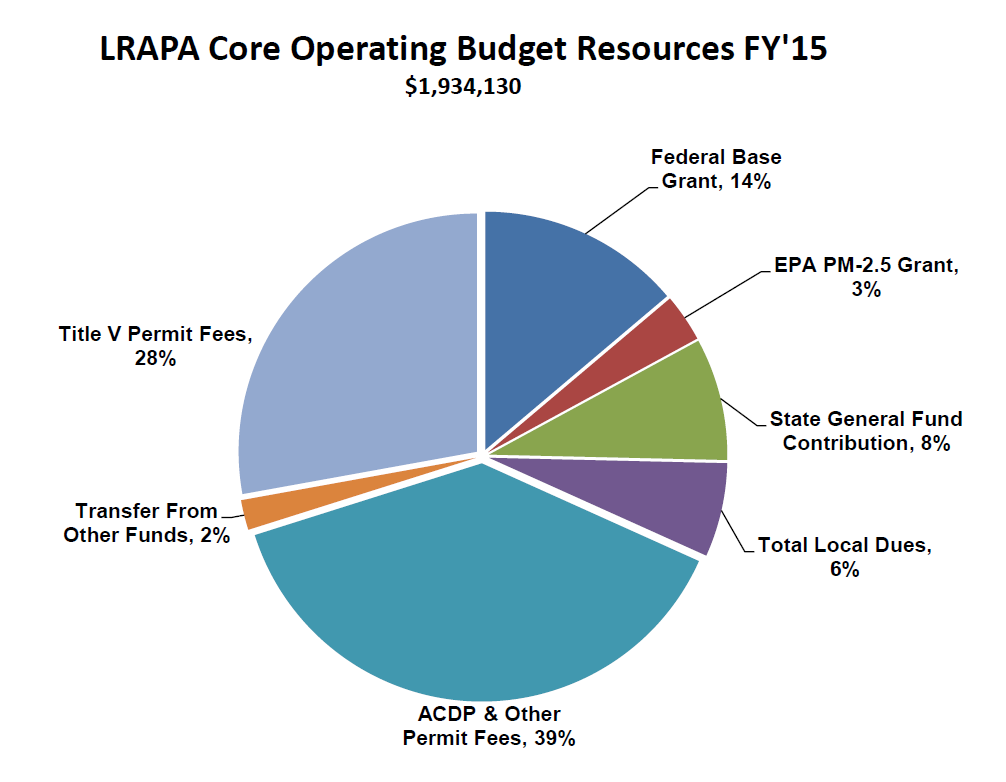 LRAPA Core Operating Budget Resources FY'15
$1,934,130
Federal Base
Grant, 14%
EPA PM-2.5 Grant,
3%
State General Fund
Contribution, 8%
Total Local Dues,
6%
ACDP & Other
Permit Fees, 39%
Transfer From
Other Funds, 2%
Title V Permit Fees,
28%